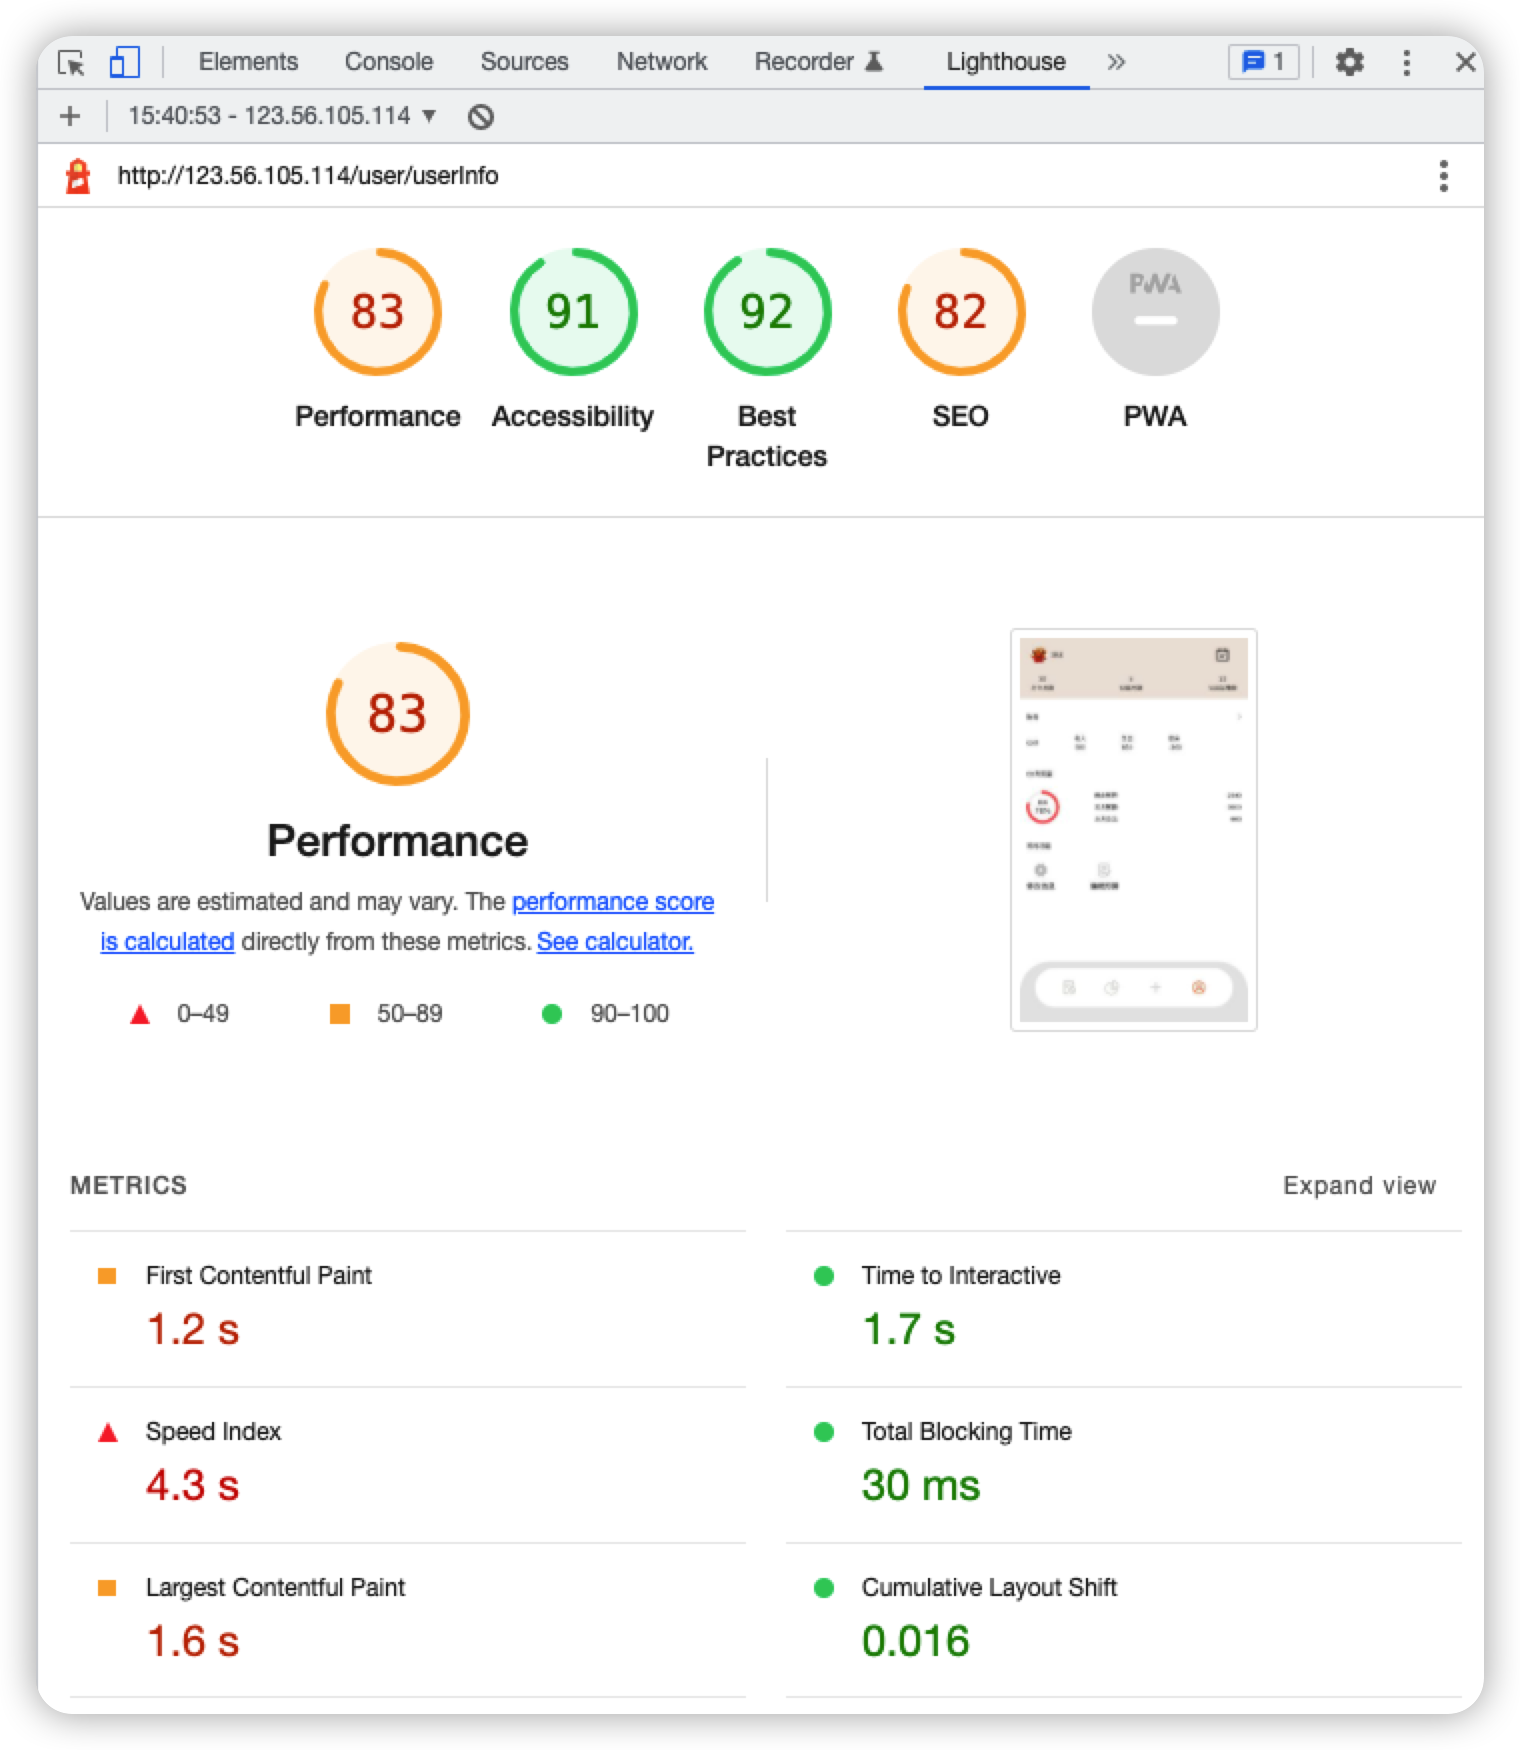 Elements Console Sources Network Recorder Lighthouse 1
15:40:53 - 123.56.105.114
http://123.56.105.114/user/userInfo
83 91 92 82 PWA
Performance Accessibility Best Practices SEO PWA
83
Performance
Values are estimated and may vary. The performance score
is calculated directly from these metrics. See calculator.
0–49 50–89 90–100
METRICS Expand view
First Contentful Paint
1.2 s
Time to Interactive
1.7 s
Speed Index
4.3 s
Total Blocking Time
30 ms
Largest Contentful Paint
1.6 s
Cumulative Layout Shift
0.016